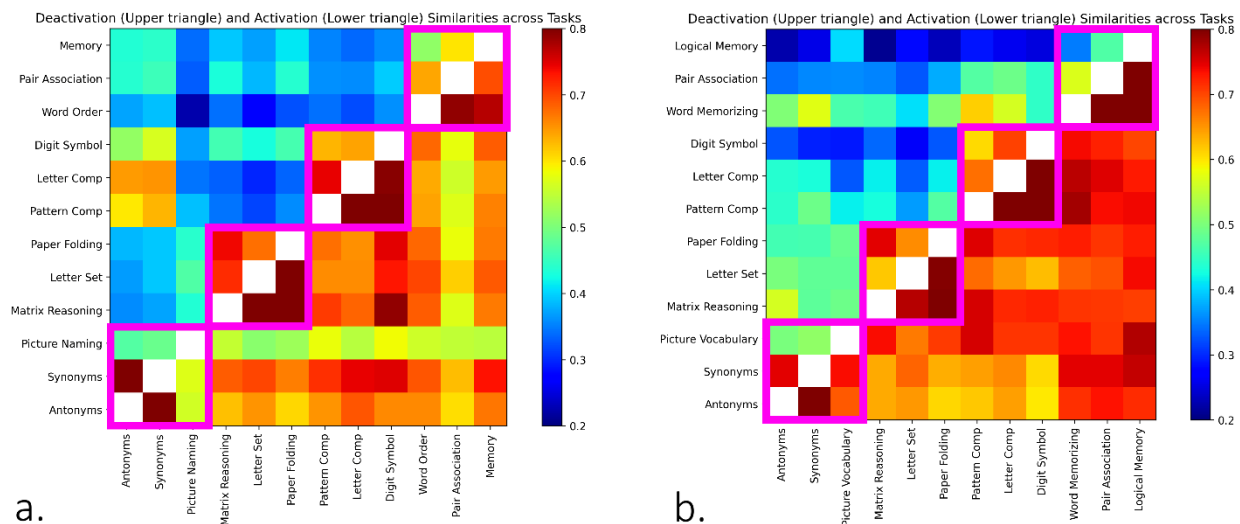 Deactivation (Upper triangle) and Activation (Lower triangle) Similarities across Tasks
Memory
Pair Association
Word Order
Digit Symbol
Letter Comp
Pattern Comp
Paper Folding
Letter Set
Matrix Reasoning
Picture Naming
Synonyms
Antonyms
Antonyms
Synonyms
Picture Naming
Matrix Reasoning
Letter Set
Paper Folding
Pattern Comp
Letter Comp
Digit Symbol
Word Order
Pair Association
Memory
0.8
0.7
0.6
0.5
0.4
0.3
0.2
a.
Deactivation (Upper triangle) and Activation (Lower triangle) Similarities across Tasks
Logical Memory
Pair Association
Word Memorizing
Digit Symbol
Letter Comp
Pattern Comp
Paper Folding
Letter Set
Matrix Reasoning
Picture Vocabulary
Synonyms
Antonyms
Antonyms
Synonyms
Picture Vocabulary
Matrix Reasoning
Letter Set
Paper Folding
Pattern Comp
Letter Comp
Digit Symbol
Word Memorizing
Pair Association
Logical Memory
0.8
0.7
0.6
0.5
0.4
0.3
0.2
b.